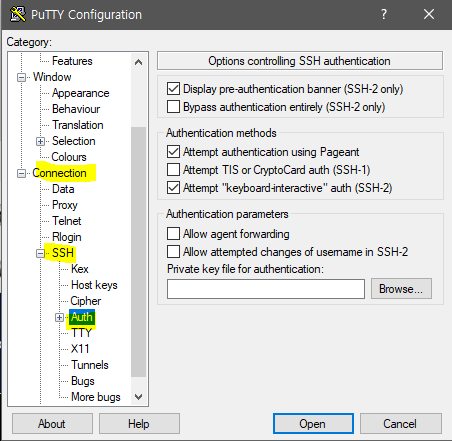 PuTTY Configuration
Category:
Features
Window
Appearance
Behaviour
Translation
Selection
Colours
Connection
Data
Proxy
Telnet
Rlogin
SSH
Kex
Host keys
Cipher
Auth
TTY
X11
Tunnels
Bugs
More bugs
Options controlling SSH authentication
Display pre-authentication banner (SSH-2 only)
Bypass authentication entirely (SSH-2 only)
Authentication methods
Attempt authentication using Pageant
Attempt TIS or CryptoCard auth (SSH-1)
Attempt "keyboard-interactive" auth (SSH-2)
Authentication parameters
Allow agent forwarding
Allow attempted changes of username in SSH-2
Private key file for authentication:
Browse...
About
Help
Open
Cancel